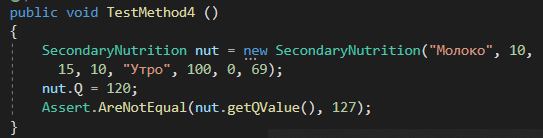 public void TestMethod4 ()
{
SecondaryNutrition nut = new SecondaryNutrition("Молоко", 10,
15, 10, "Утро", 100, 0, 69);
nut.Q = 120;
Assert.AreNotEqual(nut.getQValue(), 127);
}